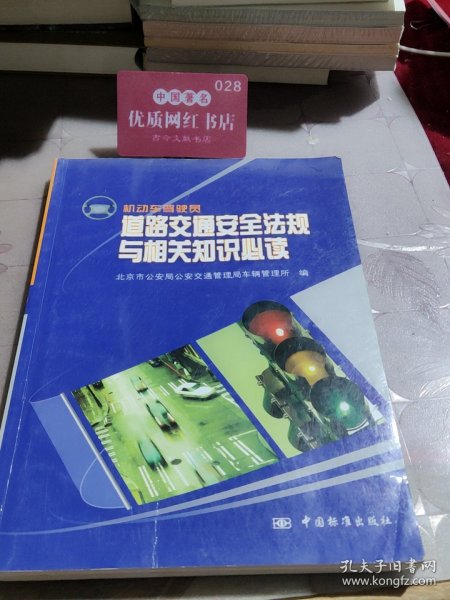 028
中国著名
优质网红书店
古今文献书店
机动车驾驶员
道路交通安全法规
与相关知识必读
北京市公安局公安交通管理局车辆管理所 编
中国标准出版社
孔夫子旧书网
www.kongfz.com